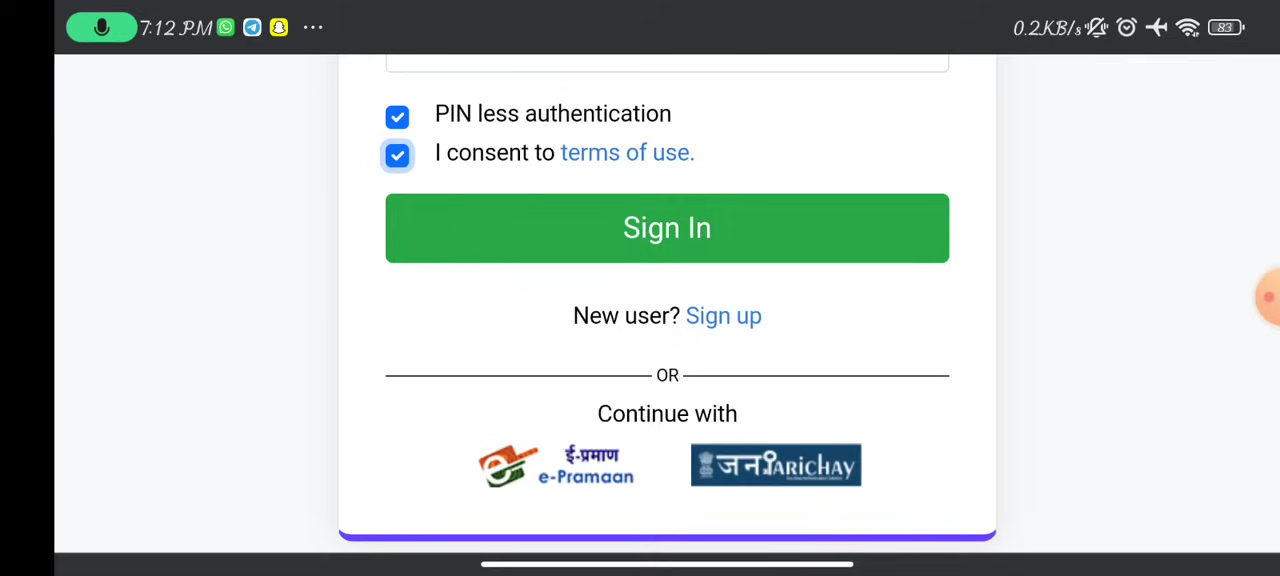 7:12 PM ... 0.2KB/s 83
PIN less authentication
I consent to terms of use.
Sign In
New user? Sign up
OR
Continue with
ई-प्रमाण
e-Pramaan
जनPARICHAY